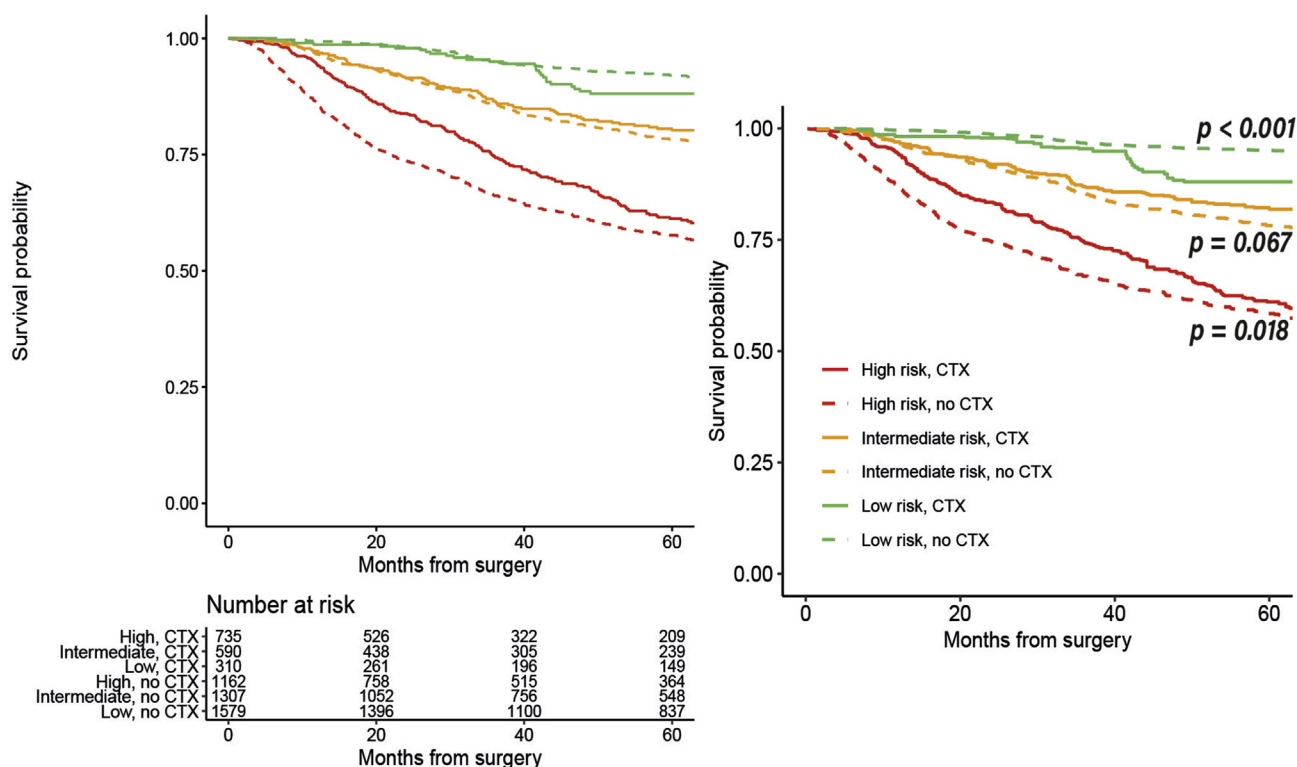 1.00
0.75
0.50
0.25
0.00
Survival probability
0 20 40 60
Months from surgery
Number at risk
High, CTX 735 526 322 209
Intermediate, CTX 590 438 305 239
Low, CTX 310 261 196 149
High, no CTX 1162 758 515 364
Intermediate, no CTX 1307 1052 756 548
Low, no CTX 1579 1396 1100 837
0 20 40 60
Months from surgery
1.00
0.75
0.50
0.25
0.00
Survival probability
p < 0.001
p = 0.067
p = 0.018
High risk, CTX
High risk, no CTX
Intermediate risk, CTX
Intermediate risk, no CTX
Low risk, CTX
Low risk, no CTX
0 20 40 60
Months from surgery